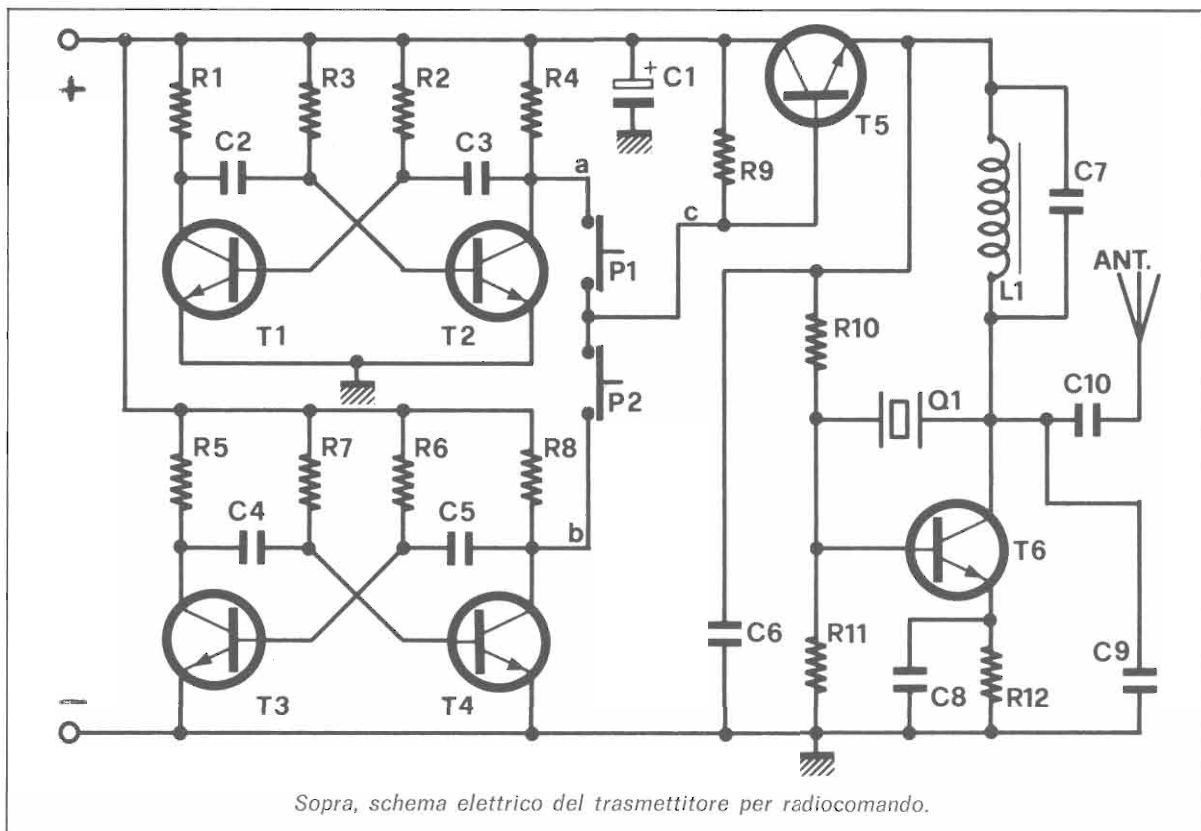 +
R1
R3
R2
R4
+
C1
T5
C2
C3
a
R9
c
C7
P1
L1
ANT.
T1
T2
R10
P2
Q1
C10
R5
R7
R6
R8
C4
C5
b
T6
C6
R11
C9
C8
R12
T3
T4
−
Sopra, schema elettrico del trasmettitore per radiocomando.